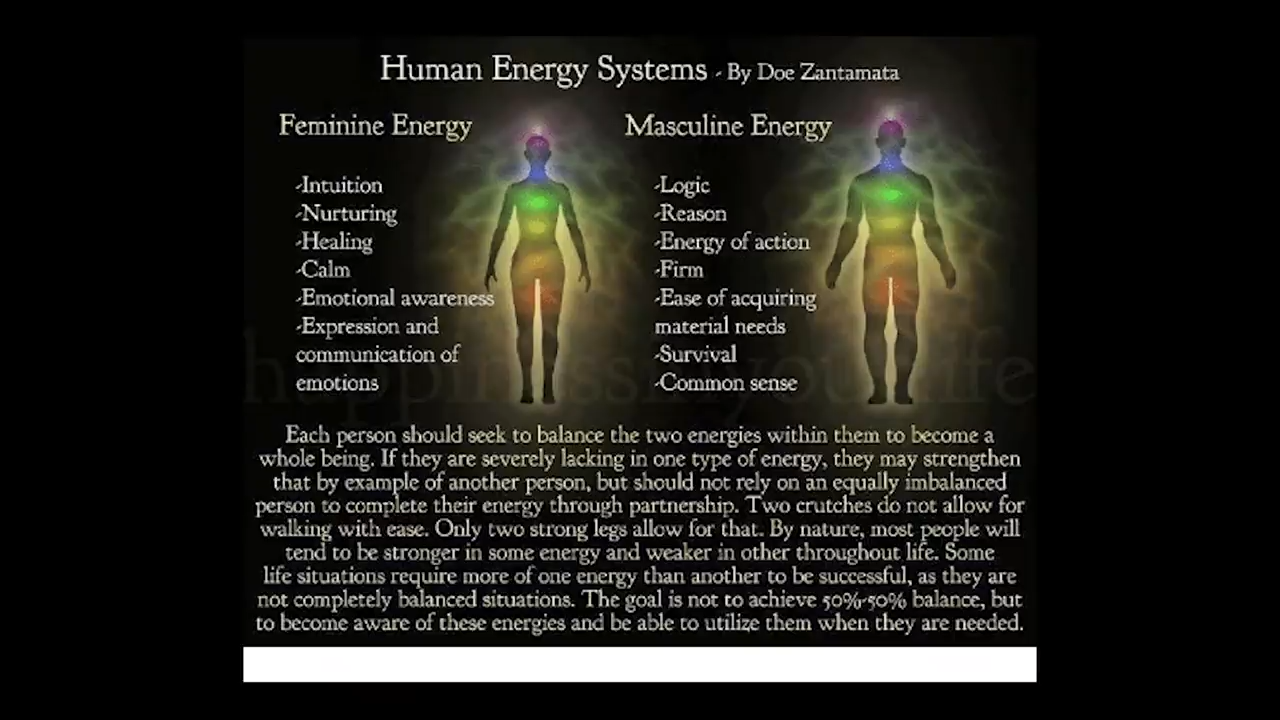 Human Energy Systems - By Doe Zantamata
Feminine Energy
-Intuition
-Nurturing
-Healing
-Calm
-Emotional awareness
-Expression and
communication of
emotions
Masculine Energy
-Logic
-Reason
-Energy of action
-Firm
-Ease of acquiring
material needs
-Survival
-Common sense
happinessinyourlife
Each person should seek to balance the two energies within them to become a
whole being. If they are severely lacking in one type of energy, they may strengthen
that by example of another person, but should not rely on an equally imbalanced
person to complete their energy through partnership. Two crutches do not allow for
walking with ease. Only two strong legs allow for that. By nature, most people will
tend to be stronger in some energy and weaker in other throughout life. Some
life situations require more of one energy than another to be successful, as they are
not completely balanced situations. The goal is not to achieve 50%-50% balance, but
to become aware of these energies and be able to utilize them when they are needed.